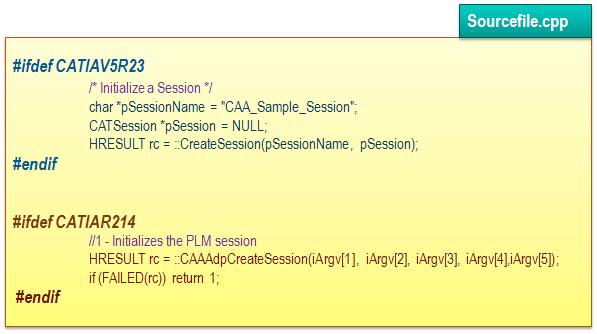 Sourcefile.cpp
#ifdef CATIAV5R23
/* Initialize a Session */
char *pSessionName = "CAA_Sample_Session";
CATSession *pSession = NULL;
HRESULT rc = ::CreateSession(pSessionName, pSession);
#endif
#ifdef CATIAR214
//1 - Initializes the PLM session
HRESULT rc = ::CAAAdpCreateSession(iArgv[1], iArgv[2], iArgv[3], iArgv[4],iArgv[5]);
if (FAILED(rc)) return 1;
#endif